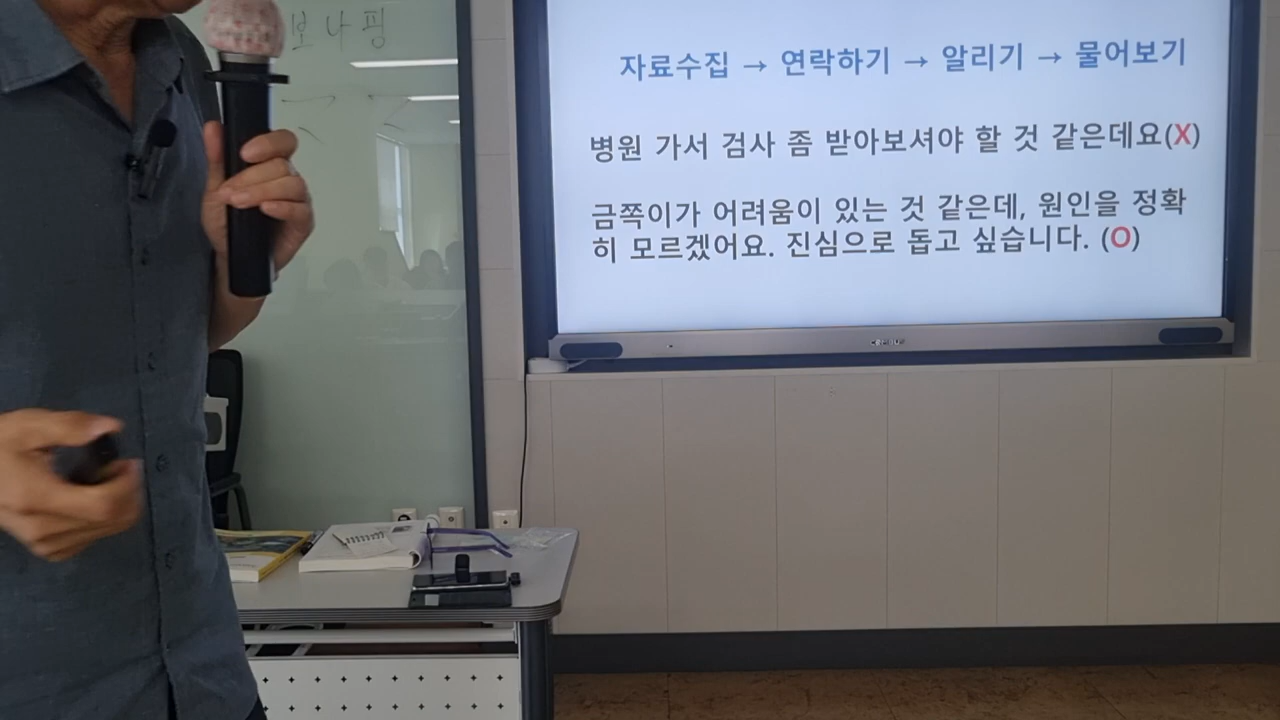 보 나 핑
자료수집 → 연락하기 → 알리기 → 물어보기
병원 가서 검사 좀 받아보셔야 할 것 같은데요(X)
금쪽이가 어려움이 있는 것 같은데, 원인을 정확
히 모르겠어요. 진심으로 돕고 싶습니다. (O)